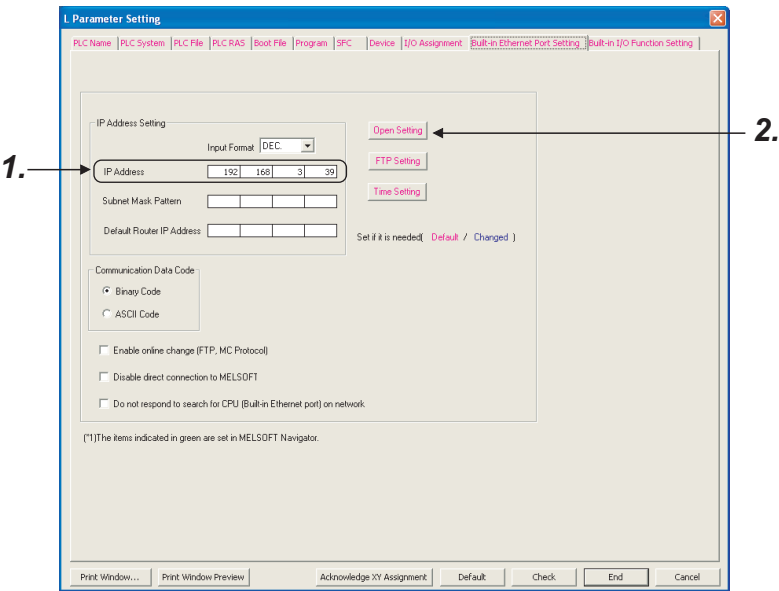 L Parameter Setting
PLC Name PLC System PLC File PLC RAS Boot File Program SFC Device I/O Assignment Built-in Ethernet Port Setting Built-in I/O Function Setting
IP Address Setting
Input Format DEC.
IP Address 192 168 3 39
Subnet Mask Pattern
Default Router IP Address
Open Setting
FTP Setting
Time Setting
Set if it is needed( Default / Changed )
1.
2.
Communication Data Code
Binary Code
ASCII Code
Enable online change (FTP, MC Protocol)
Disable direct connection to MELSOFT
Do not respond to search for CPU (Built-in Ethernet port) on network
(*1)The items indicated in green are set in MELSOFT Navigator.
Print Window... Print Window Preview Acknowledge XY Assignment Default Check End Cancel